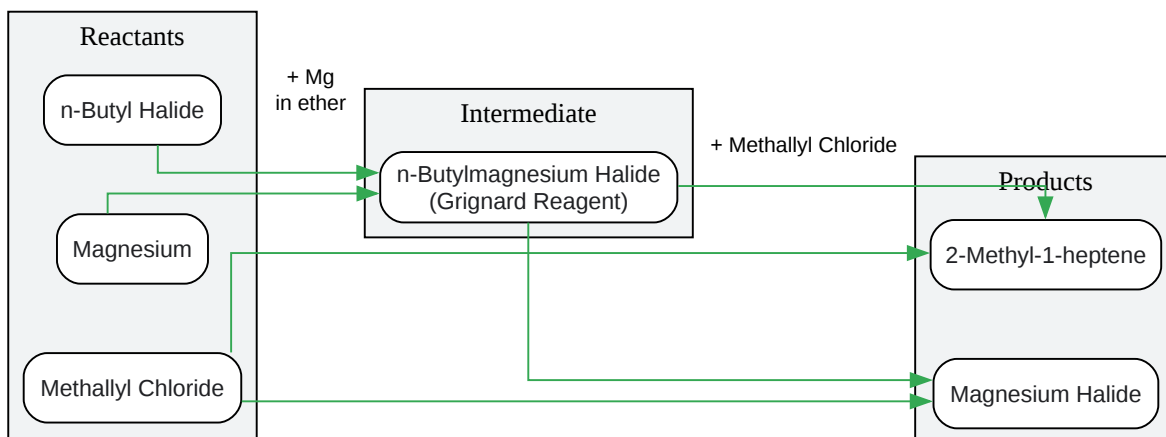 Reactants
n-Butyl Halide
Magnesium
Methallyl Chloride
+ Mg
in ether
Intermediate
n-Butylmagnesium Halide
(Grignard Reagent)
+ Methallyl Chloride
Products
2-Methyl-1-heptene
Magnesium Halide